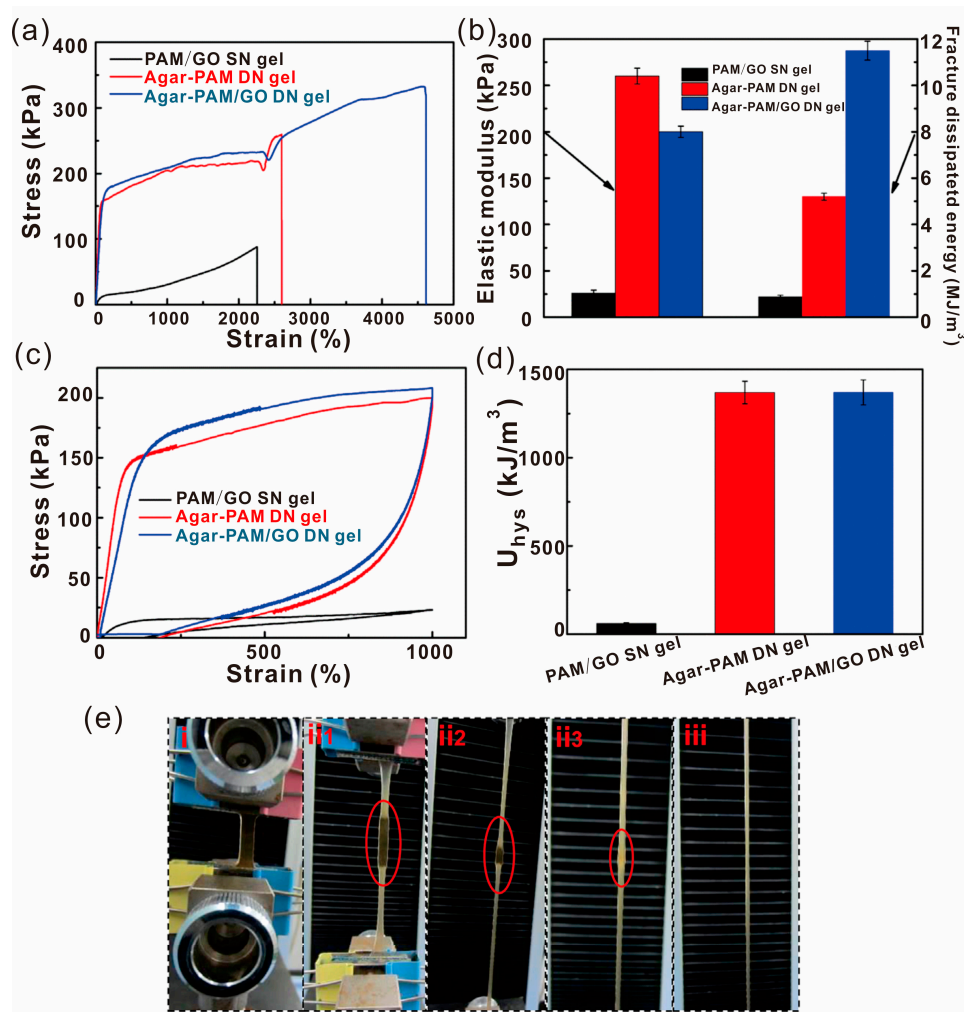 (a)
400
300
200
100
0
Stress (kPa)
PAM/GO SN gel
Agar-PAM DN gel
Agar-PAM/GO DN gel
0
1000
2000
3000
4000
5000
Strain (%)
(b)
300
250
200
150
100
50
0
Elastic modulus (kPa)
PAM/GO SN gel
Agar-PAM DN gel
Agar-PAM/GO DN gel
12
10
8
6
4
2
0
Fracture dissipatetd energy (MJ/m³)
(c)
200
150
100
50
0
Stress (kPa)
PAM/GO SN gel
Agar-PAM DN gel
Agar-PAM/GO DN gel
0
250
500
750
1000
Strain (%)
(d)
1500
1000
500
0
Uhys (kJ/m³)
PAM/GO SN gel
Agar-PAM DN gel
Agar-PAM/GO DN gel
(e)
i
ii1
ii2
ii3
iii